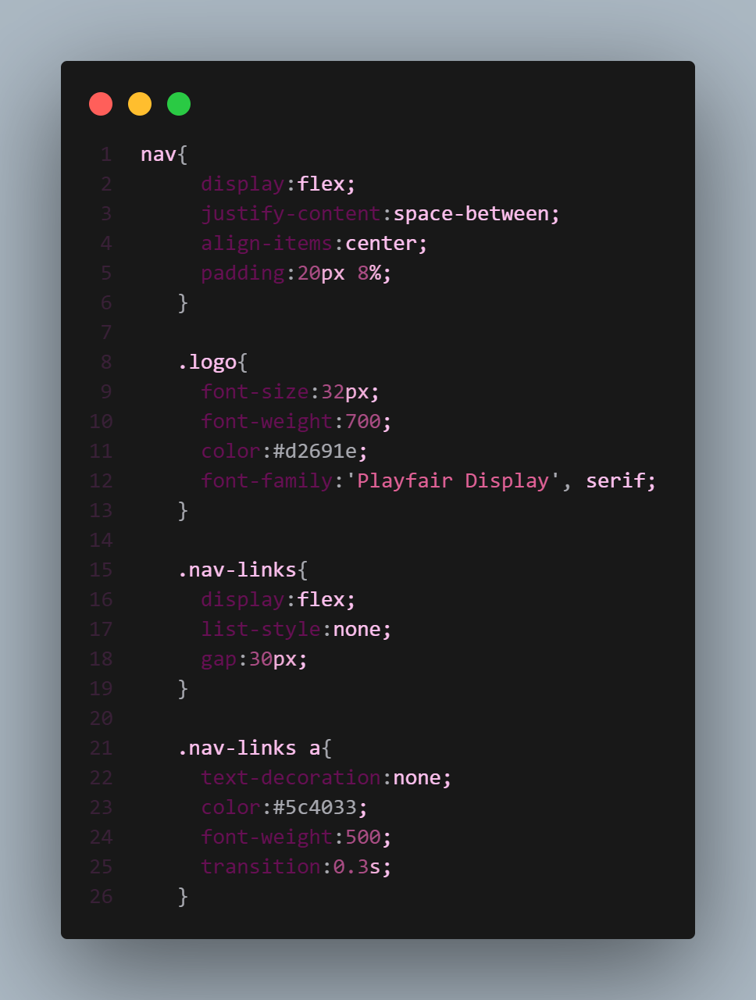 1 nav{
2 display:flex;
3 justify-content:space-between;
4 align-items:center;
5 padding:20px 8%;
6 }
7
8 .logo{
9 font-size:32px;
10 font-weight:700;
11 color:#d2691e;
12 font-family:'Playfair Display', serif;
13 }
14
15 .nav-links{
16 display:flex;
17 list-style:none;
18 gap:30px;
19 }
20
21 .nav-links a{
22 text-decoration:none;
23 color:#5c4033;
24 font-weight:500;
25 transition:0.3s;
26 }